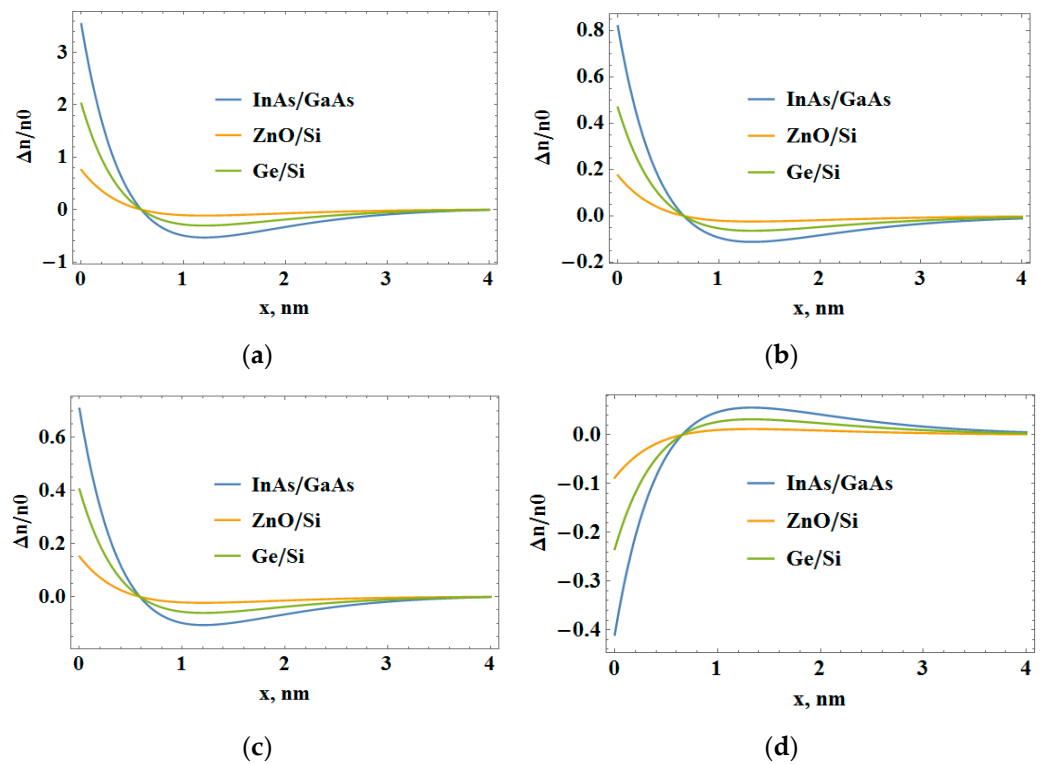 3
2
1
0
−1
Δn/n0
InAs/GaAs
ZnO/Si
Ge/Si
0 1 2 3 4
x, nm
(a)
0.8
0.6
0.4
0.2
0.0
−0.2
Δn/n0
InAs/GaAs
ZnO/Si
Ge/Si
0 1 2 3 4
x, nm
(b)
0.6
0.4
0.2
0.0
Δn/n0
InAs/GaAs
ZnO/Si
Ge/Si
0 1 2 3 4
x, nm
(c)
0.0
−0.1
−0.2
−0.3
−0.4
Δn/n0
InAs/GaAs
ZnO/Si
Ge/Si
0 1 2 3 4
x, nm
(d)